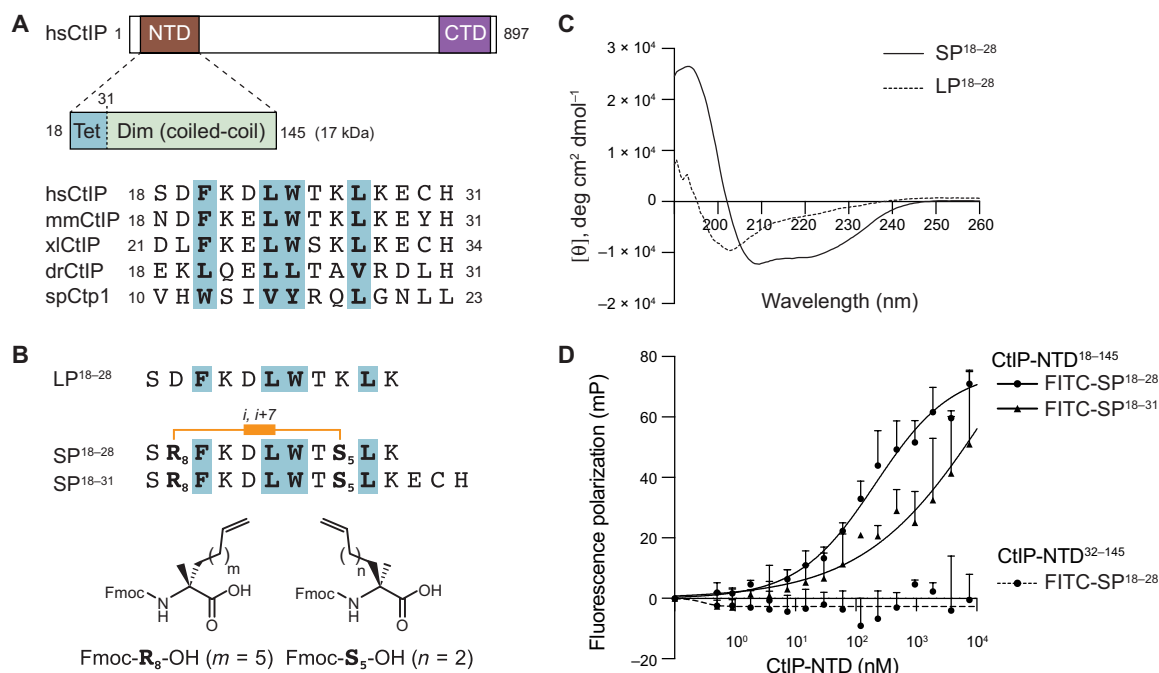 A
hsCtIP 1 NTD CTD 897
31
18 Tet Dim (coiled-coil) 145 (17 kDa)
hsCtIP 18 S D F K D L W T K L K E C H 31
mmCtIP 18 N D F K E L W T K L K E Y H 31
xlCtIP 21 D L F K E L W S K L K E C H 34
drCtIP 18 E K L Q E L L T A V R D L H 31
spCtp1 10 V H W S I V Y R Q L G N L L 23
B
LP18–28 S D F K D L W T K L K
i, i+7
SP18–28 S R8 F K D L W T S5 L K
SP18–31 S R8 F K D L W T S5 L K E C H
m
Fmoc N H O OH
n
Fmoc N H O OH
Fmoc-R8-OH (m = 5) Fmoc-S5-OH (n = 2)
C
SP18–28
LP18–28
[θ], deg cm2 dmol–1
3 × 10⁴
2 × 10⁴
1 × 10⁴
0
−1 × 10⁴
−2 × 10⁴
200 210 220 230 240 250 260
Wavelength (nm)
D
Fluorescence polarization (mP)
80
60
40
20
0
−20
10⁰ 10¹ 10² 10³ 10⁴
CtIP-NTD (nM)
CtIP-NTD18–145
FITC-SP18–28
FITC-SP18–31
CtIP-NTD32–145
FITC-SP18–28